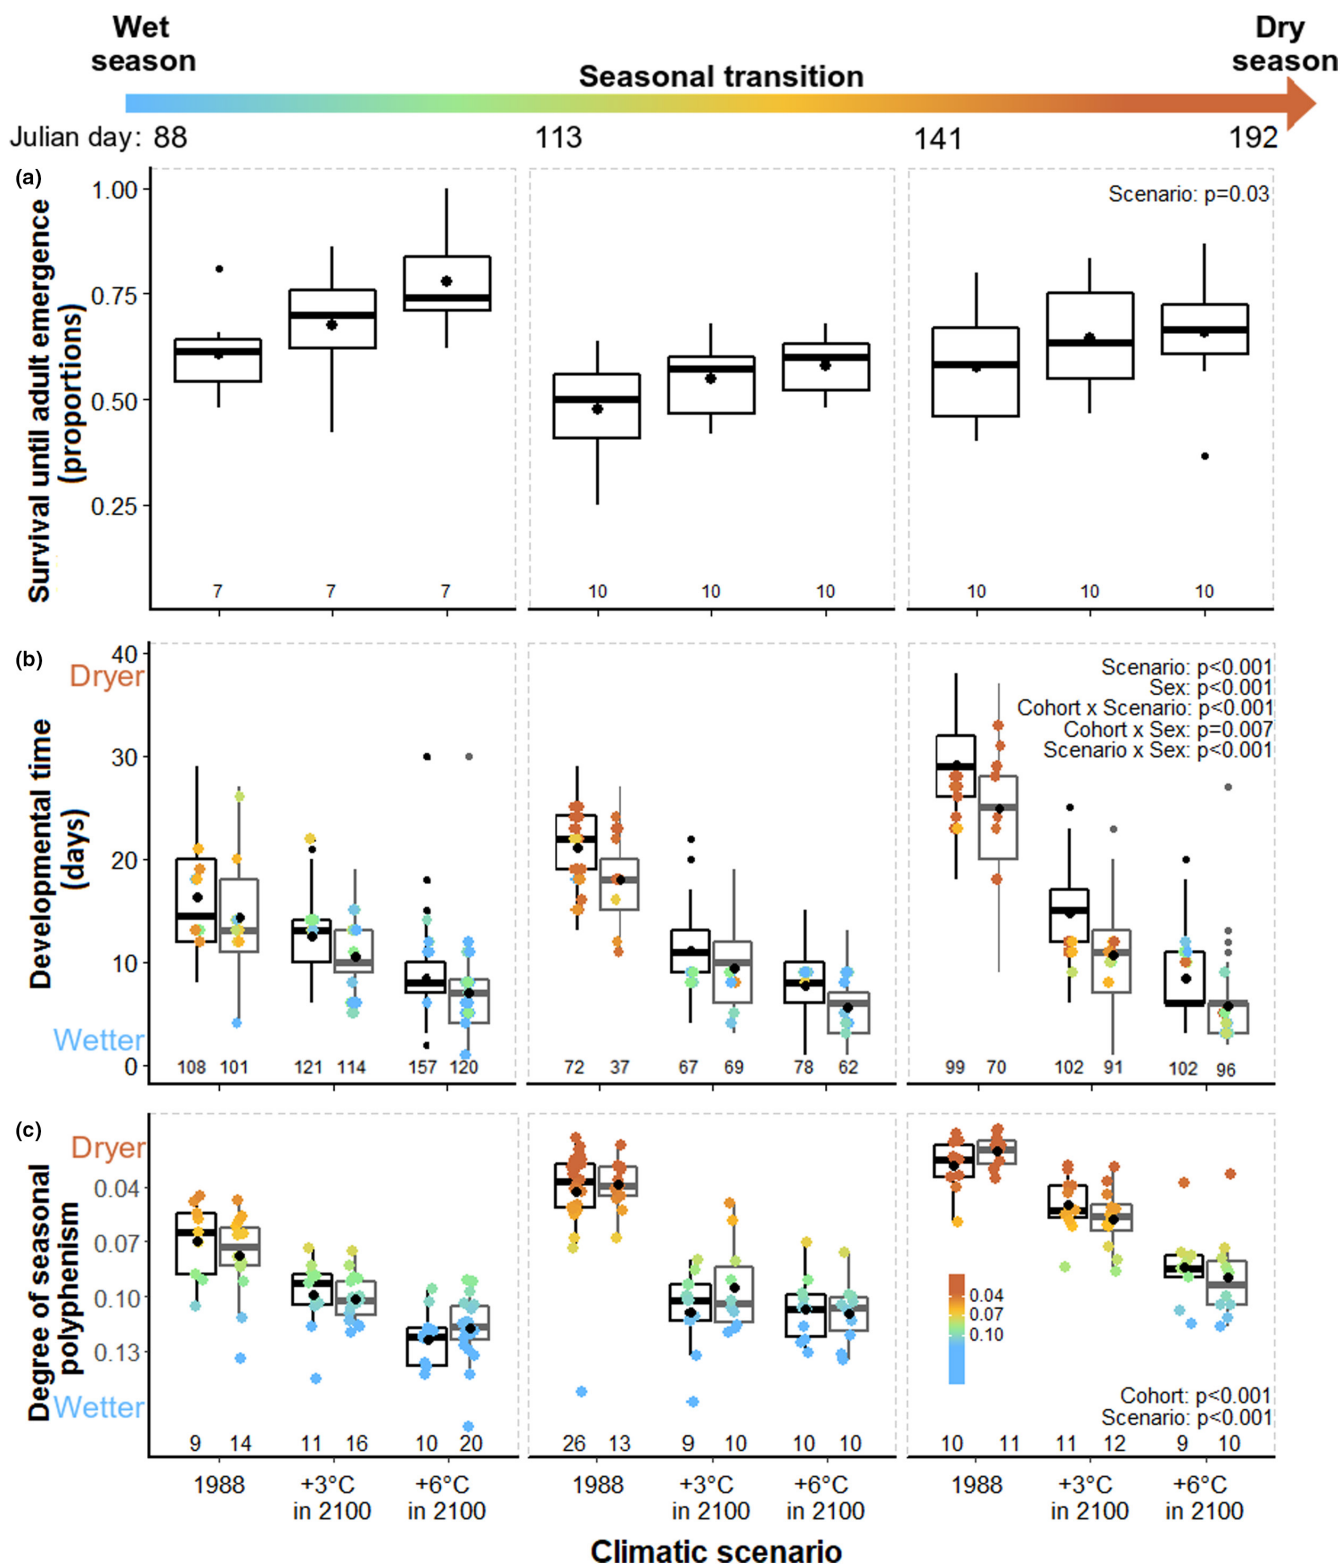 Wet season
Dry season
Seasonal transition
Julian day: 88 113 141 192
(a)
Survival until adult emergence (proportions)
1.00
0.75
0.50
0.25
Scenario: p=0.03
7 7 7 10 10 10 10 10 10
(b)
Developmental time (days)
40
Dryer
30
20
10
Wetter
0
Scenario: p<0.001
Sex: p<0.001
Cohort x Scenario: p<0.001
Cohort x Sex: p=0.007
Scenario x Sex: p<0.001
108 101 121 114 157 120 72 37 67 69 78 62 99 70 102 91 102 96
(c)
Degree of seasonal polyphenism
Dryer
0.04
0.07
0.10
0.13
Wetter
0.04
0.07
0.10
Cohort: p<0.001
Scenario: p<0.001
9 14 11 16 10 20 26 13 9 10 10 10 10 11 11 12 9 10
1988 +3°C in 2100 +6°C in 2100 1988 +3°C in 2100 +6°C in 2100 1988 +3°C in 2100 +6°C in 2100
Climatic scenario